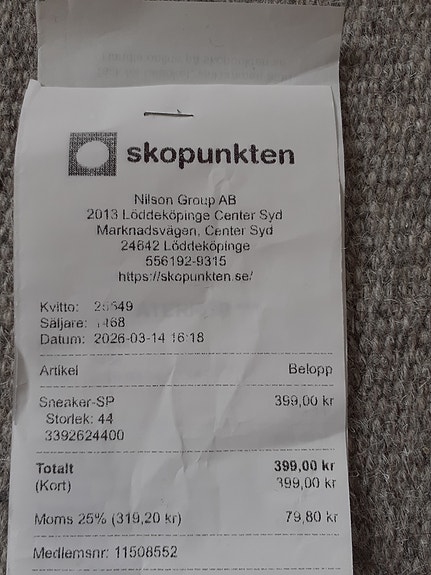 skopunkten
Nilson Group AB
2013 Löddeköpinge Center Syd
Marknadsvägen, Center Syd
24642 Löddeköpinge
556192-9315
https://skopunkten.se/
Kvitto: 25649
Säljare: 1468
Datum: 2026-03-14 16:18
Artikel Belopp
Sneaker-SP 399,00 kr
Storlek: 44
3392624400
Totalt 399,00 kr
(Kort) 399,00 kr
Moms 25% (319,20 kr) 79,80 kr
Medlemsnr: 11508552